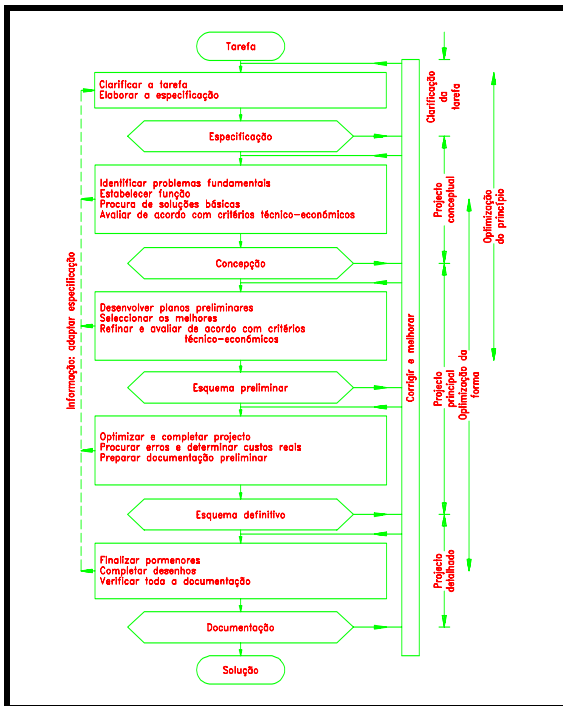 Tarefa
Clarificar a tarefa
Elaborar a especificação
Especificação
Identificar problemas fundamentais
Estabelecer função
Procura de soluções básicas
Avaliar de acordo com critérios técnico-económicos
Concepção
Desenvolver planos preliminares
Seleccionar os melhores
Refinar e avaliar de acordo com critérios
técnico-económicos
Esquema preliminar
Optimizar e completar projecto
Procurar erros e determinar custos reais
Preparar documentação preliminar
Esquema definitivo
Finalizar pormenores
Completar desenhos
Verificar toda a documentação
Documentação
Solução
Informação: adaptar especificação
Corrigir e melhorar
Clarificação
da
tarefa
Projecto
conceptual
Projecto
principal
Projecto
detalhado
Optimização
do princípio
Optimização da
forma